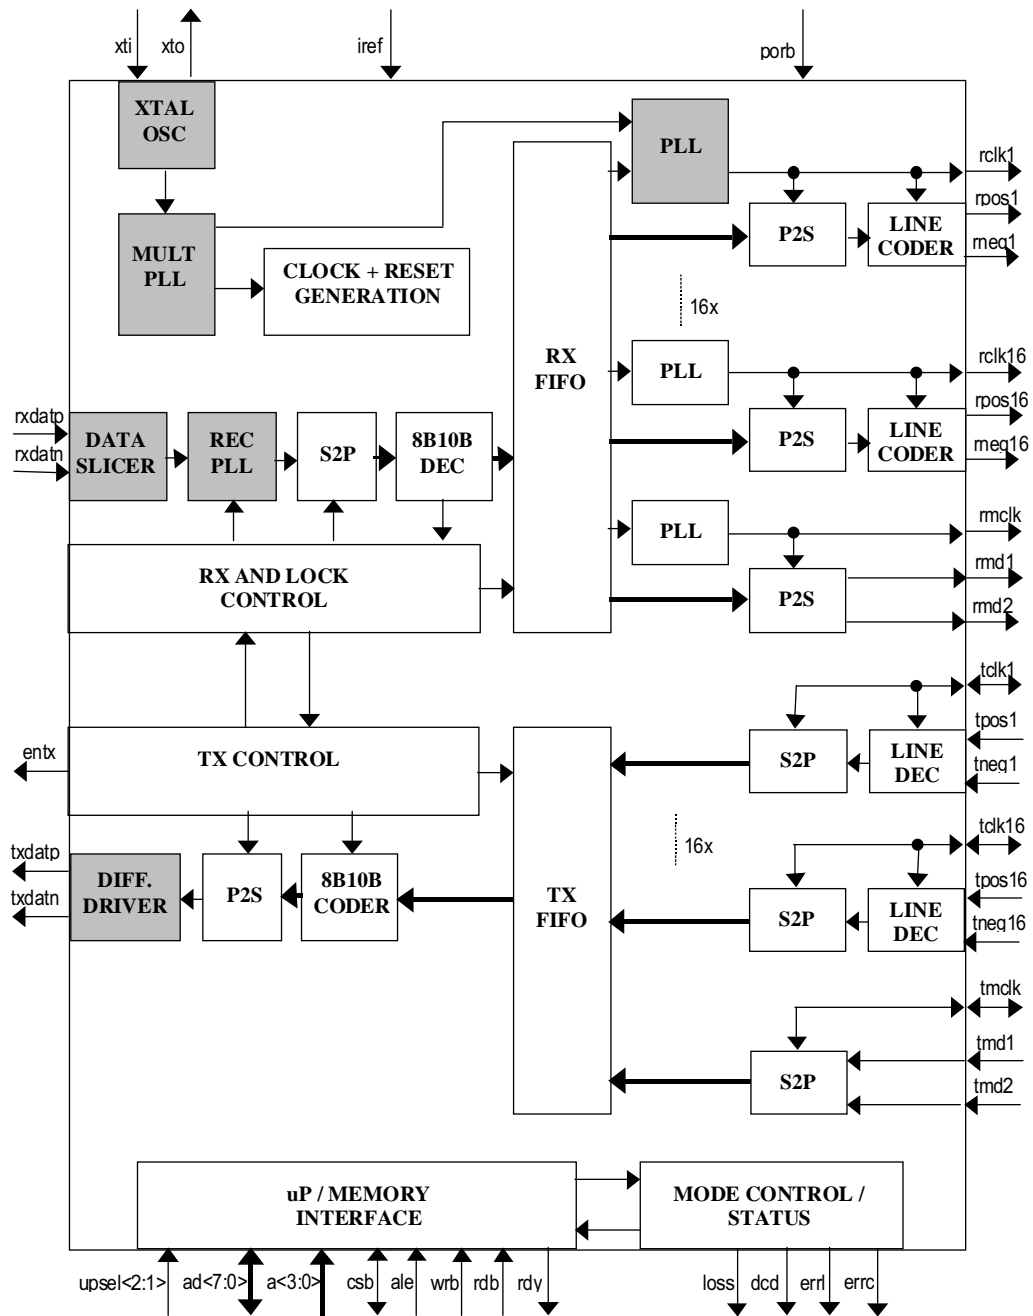 xti
xto
iref
porb
XTAL
OSC
PLL
rclk1
rpos1
P2S
LINE
CODER
rneg1
MULT
PLL
CLOCK + RESET
GENERATION
16x
RX
FIFO
PLL
rclk16
rpos16
P2S
LINE
CODER
rneg16
rxdatp
rxdatn
DATA
SLICER
REC
PLL
S2P
8B10B
DEC
PLL
rmclk
rmd1
P2S
rmd2
RX AND LOCK
CONTROL
tclk1
tpos1
S2P
LINE
DEC
tneg1
entx
TX CONTROL
16x
tclk16
tpos16
S2P
LINE
DEC
tneg16
txdatp
txdatn
DIFF.
DRIVER
P2S
8B10B
CODER
TX
FIFO
tmclk
tmd1
S2P
tmd2
uP / MEMORY
INTERFACE
MODE CONTROL /
STATUS
upsel<2:1>
ad<7:0>
a<3:0>
csb
ale
wrb
rdb
rdy
loss
dcd
errl
errc